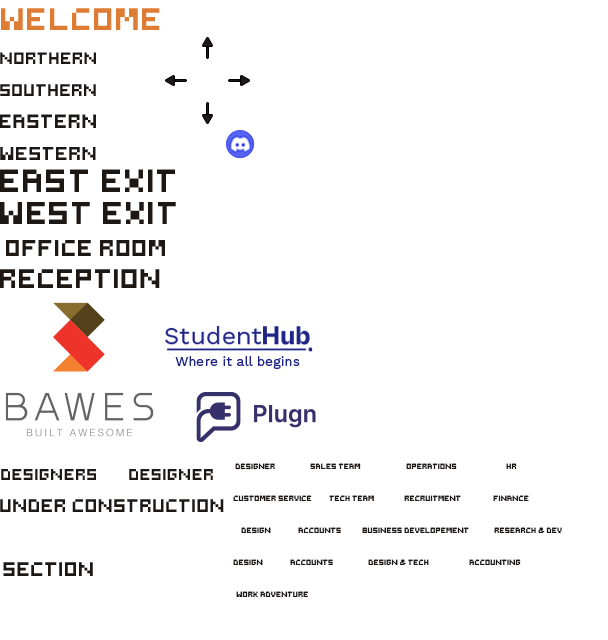 WELCOME
NORTHERN
SOUTHERN
EASTERN
WESTERN
EAST EXIT
WEST EXIT
OFFICE ROOM
RECEPTION
StudentHub.
Where it all begins
BAWES
BUILT AWESOME
Plugn
DESIGNERS DESIGNER
UNDER CONSTRUCTION
SECTION
DESIGNER SALES TEAM OPERATIONS HR
CUSTOMER SERVICE TECH TEAM RECRUITMENT FINANCE
DESIGN ACCOUNTS BUSINESS DEVELOPEMENT RESEARCH & DEV
DESIGN ACCOUNTS DESIGN & TECH ACCOUNTING
WORK ADVENTURE